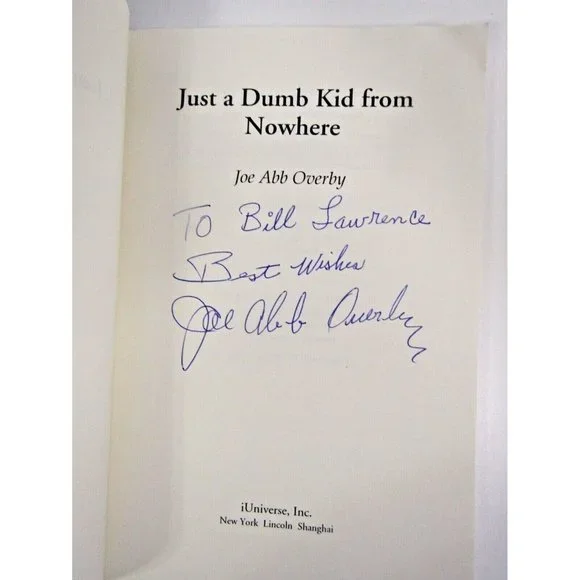 Just a Dumb Kid from
Nowhere
Joe Abb Overby
To Bill Lawrence
Best Wishes
Joe Abb Overby
iUniverse, Inc.
New York Lincoln Shanghai